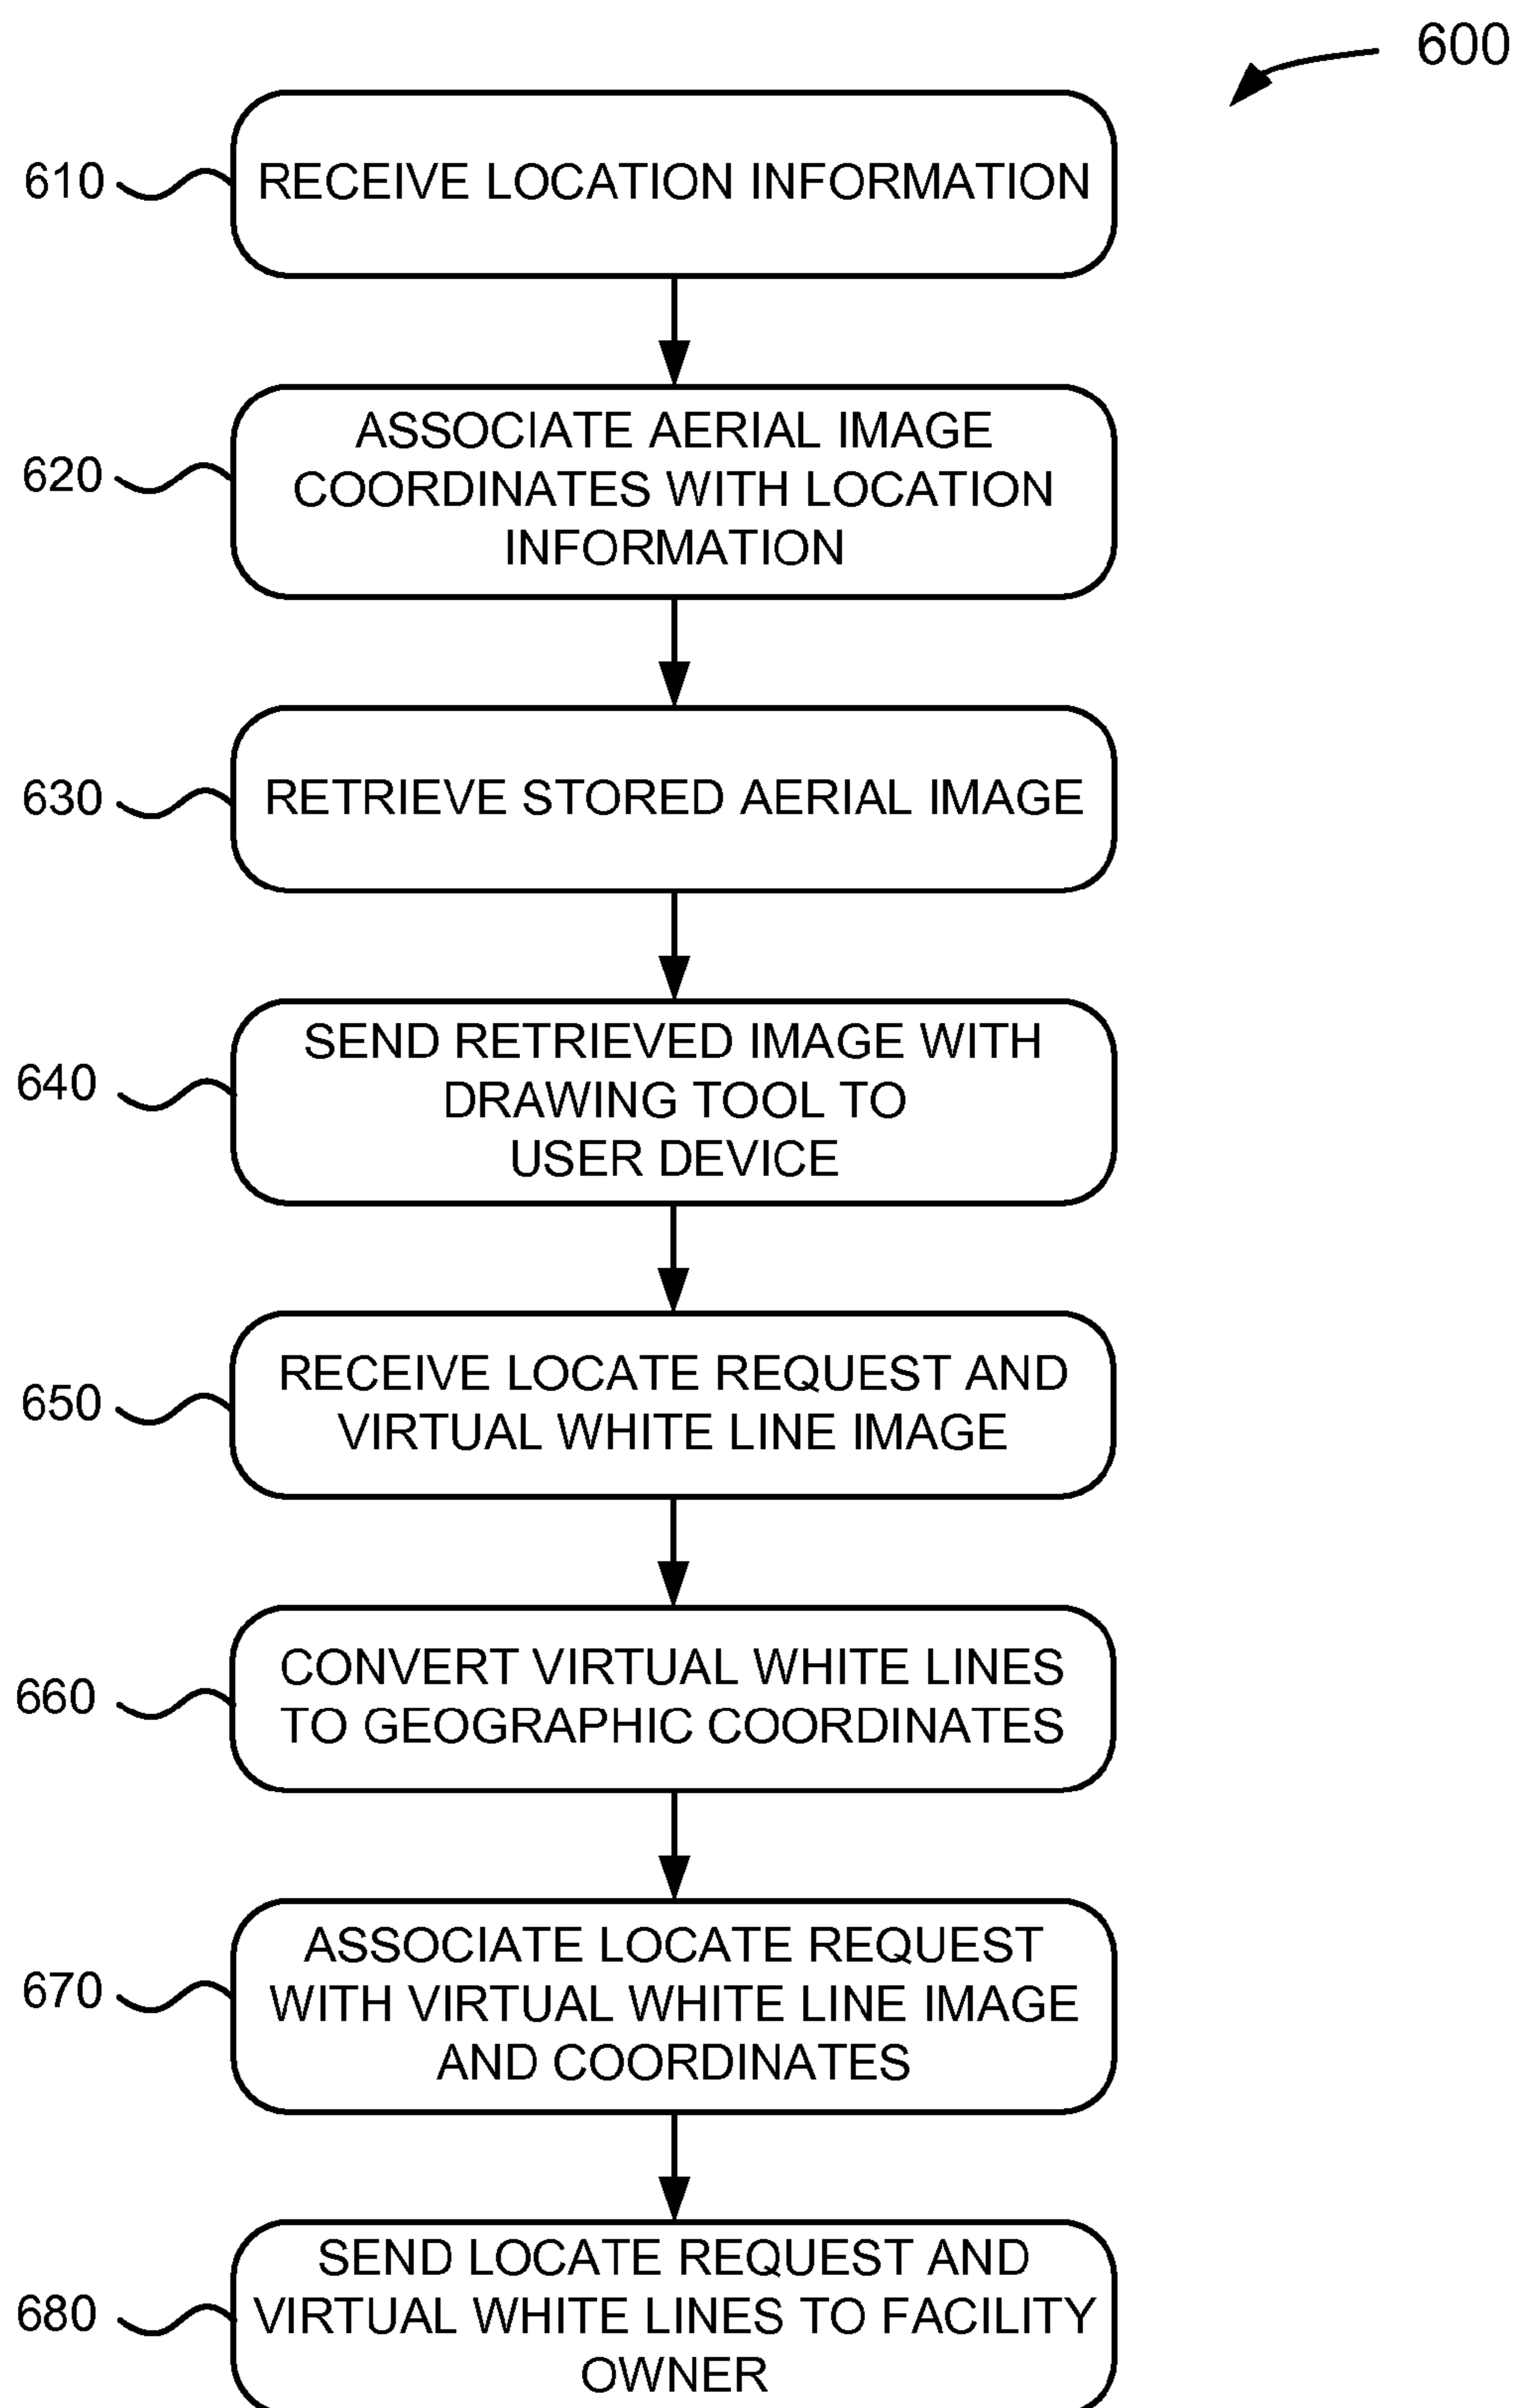 600
610
RECEIVE LOCATION INFORMATION
620
ASSOCIATE AERIAL IMAGE
COORDINATES WITH LOCATION
INFORMATION
630
RETRIEVE STORED AERIAL IMAGE
640
SEND RETRIEVED IMAGE WITH
DRAWING TOOL TO
USER DEVICE
650
RECEIVE LOCATE REQUEST AND
VIRTUAL WHITE LINE IMAGE
660
CONVERT VIRTUAL WHITE LINES
TO GEOGRAPHIC COORDINATES
670
ASSOCIATE LOCATE REQUEST
WITH VIRTUAL WHITE LINE IMAGE
AND COORDINATES
680
SEND LOCATE REQUEST AND
VIRTUAL WHITE LINES TO FACILITY
OWNER